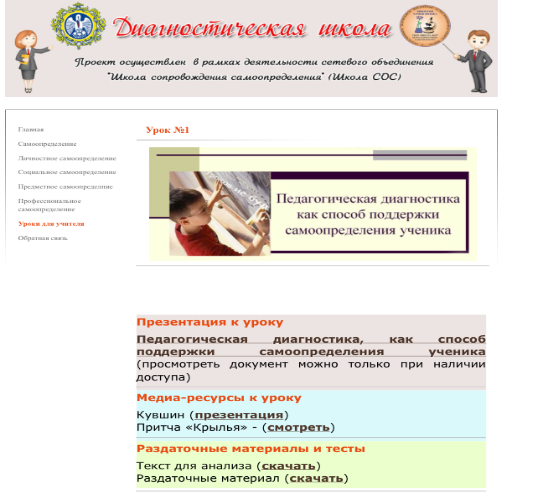 Диагностическая школа
Проект осуществлен в рамках деятельности сетевого объединения
"Школа сопровождения самоопределения" (Школа СОС)
Главная
Самоопределение
Личностное самоопределение
Социальное самоопределение
Предметное самоопределние
Профессиональное
самоопределение
Уроки для учителя
Обратная связь
Урок №1
Педагогическая диагностика
как способ поддержки
самоопределения ученика
Презентация к уроку
Педагогическая диагностика, как способ
поддержки самоопределения ученика
(просмотреть документ можно только при наличии
доступа)
Медиа-ресурсы к уроку
Кувшин (презентация)
Притча «Крылья» - (смотреть)
Раздаточные материалы и тесты
Текст для анализа (скачать)
Раздаточные материал (скачать)